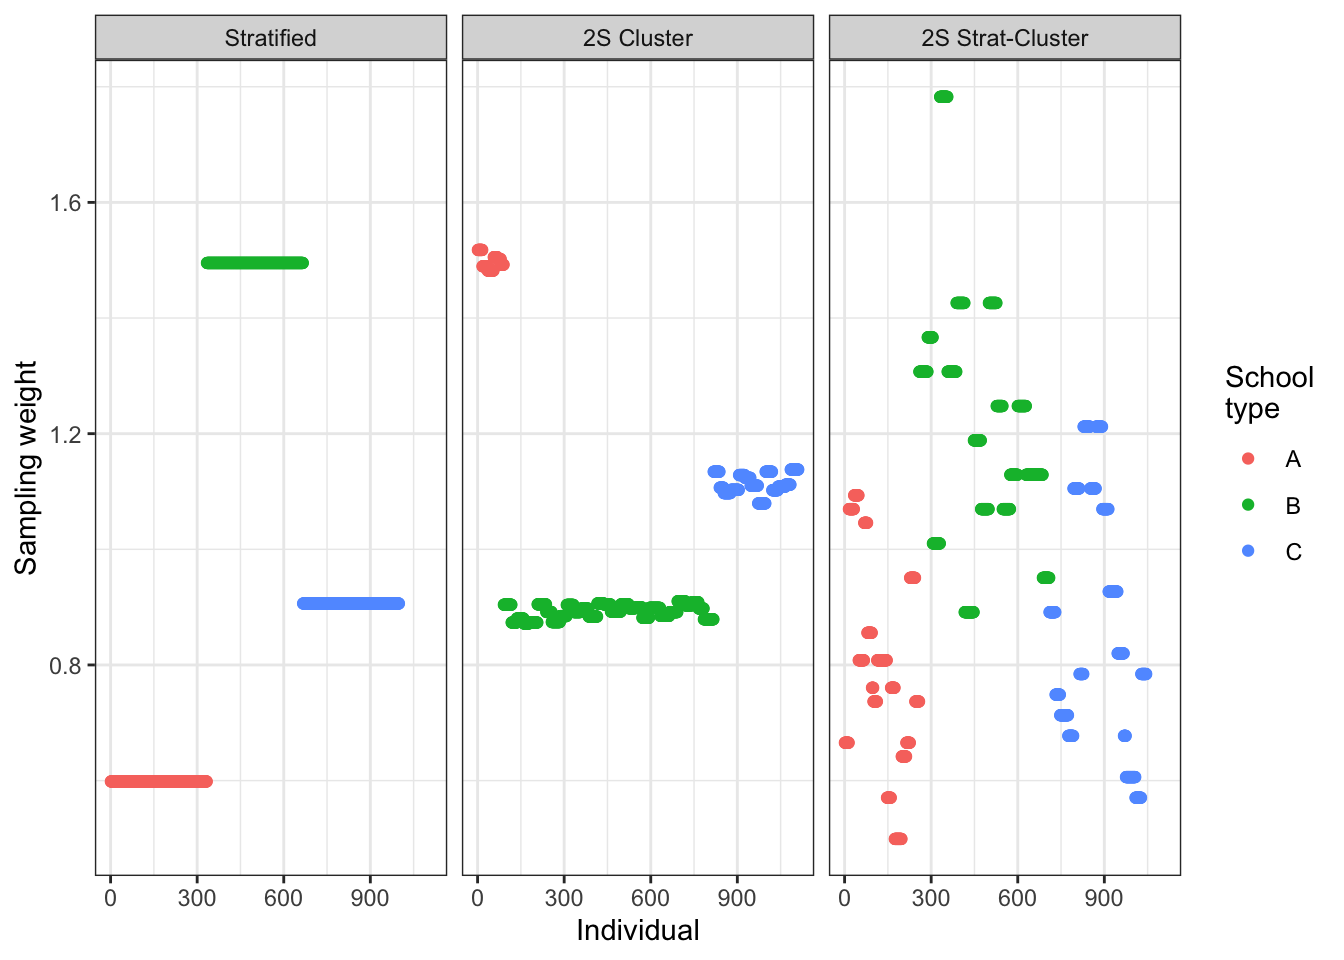 Stratified
2S Cluster
2S Strat-Cluster
Sampling weight
1.6
1.2
0.8
0 300 600 900
0 300 600 900
0 300 600 900
Individual
School
type
A
B
C